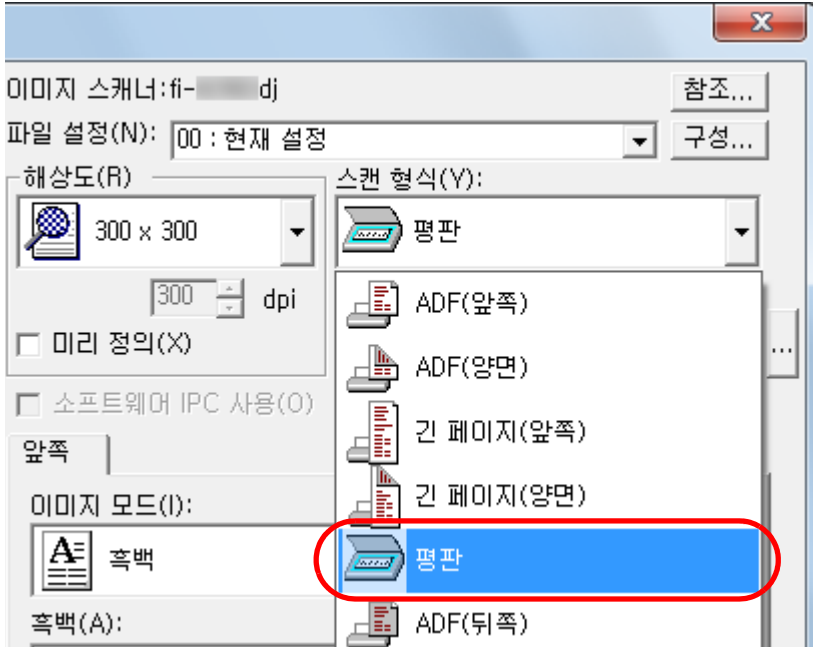 이미지 스캐너:fi- dj
참조...
파일 설정(N): 00 : 현재 설정
구성...
해상도(R)
스캔 형식(Y):
300 x 300
평판
300 dpi
ADF(앞쪽)
미리 정의(X)
...
ADF(양면)
소프트웨어 IPC 사용(O)
긴 페이지(앞쪽)
앞쪽
긴 페이지(양면)
이미지 모드(I):
흑백
평판
흑백(A):
ADF(뒤쪽)